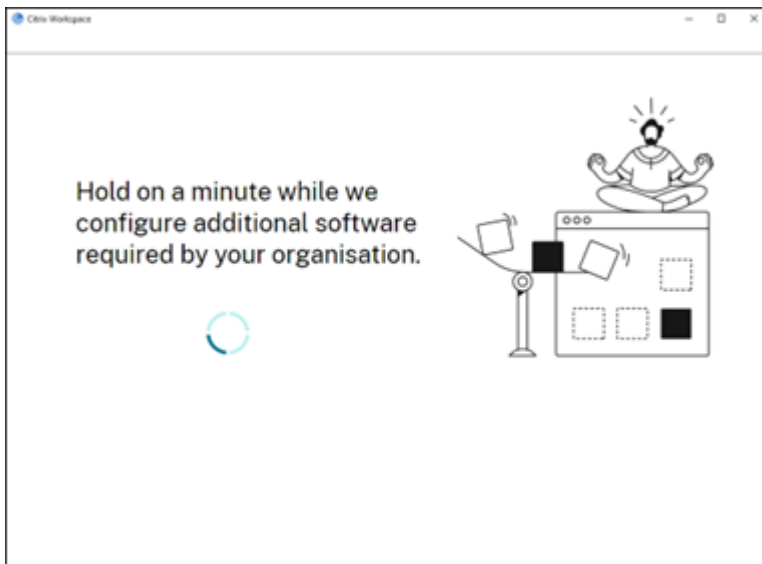 Citrix Workspace
Hold on a minute while we
configure additional software
required by your organisation.